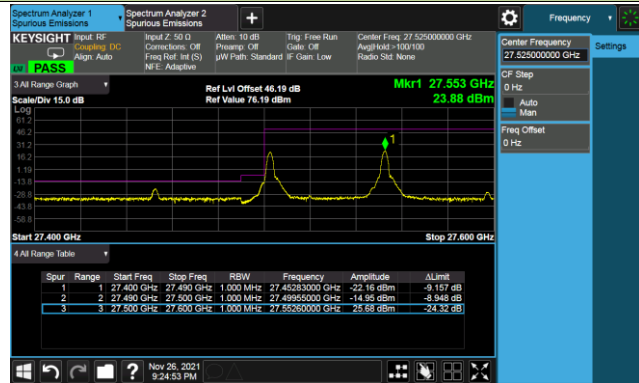 Spectrum Analyzer 1
Spurious Emissions
Spectrum Analyzer 2
Spurious Emissions
+
Frequency
KEYSIGHT
Input: RF
Coupling: DC
Align: Auto
Input Z: 50 Ω
Corrections: Off
Freq Ref: Int (S)
NFE: Adaptive
Atten: 10 dB
Preamp: Off
µW Path: Standard
Trig: Free Run
Gate: Off
IF Gain: Low
Center Freq: 27.525000000 GHz
Avg|Hold:>100/100
Radio Std: None
PASS
Center Frequency
27.525000000 GHz
Settings
CF Step
0 Hz
Auto
Man
Freq Offset
0 Hz
3 All Range Graph
Ref Lvl Offset 46.19 dB
Mkr1 27.553 GHz
Scale/Div 15.0 dB
Ref Value 76.19 dBm
23.88 dBm
Log
61.2
46.2
31.2
16.2
1.19
-13.8
-28.8
-43.8
-58.8
1
Start 27.400 GHz
Stop 27.600 GHz
4 All Range Table
Spur Range Start Freq Stop Freq RBW Frequency Amplitude ΔLimit
1 1 27.400 GHz 27.490 GHz 1.000 MHz 27.45283000 GHz -22.16 dBm -9.157 dB
2 2 27.490 GHz 27.500 GHz 1.000 MHz 27.49955000 GHz -14.95 dBm -8.948 dB
3 3 27.500 GHz 27.600 GHz 1.000 MHz 27.55260000 GHz 25.68 dBm -24.32 dB
?
Nov 26, 2021
9:24:53 PM